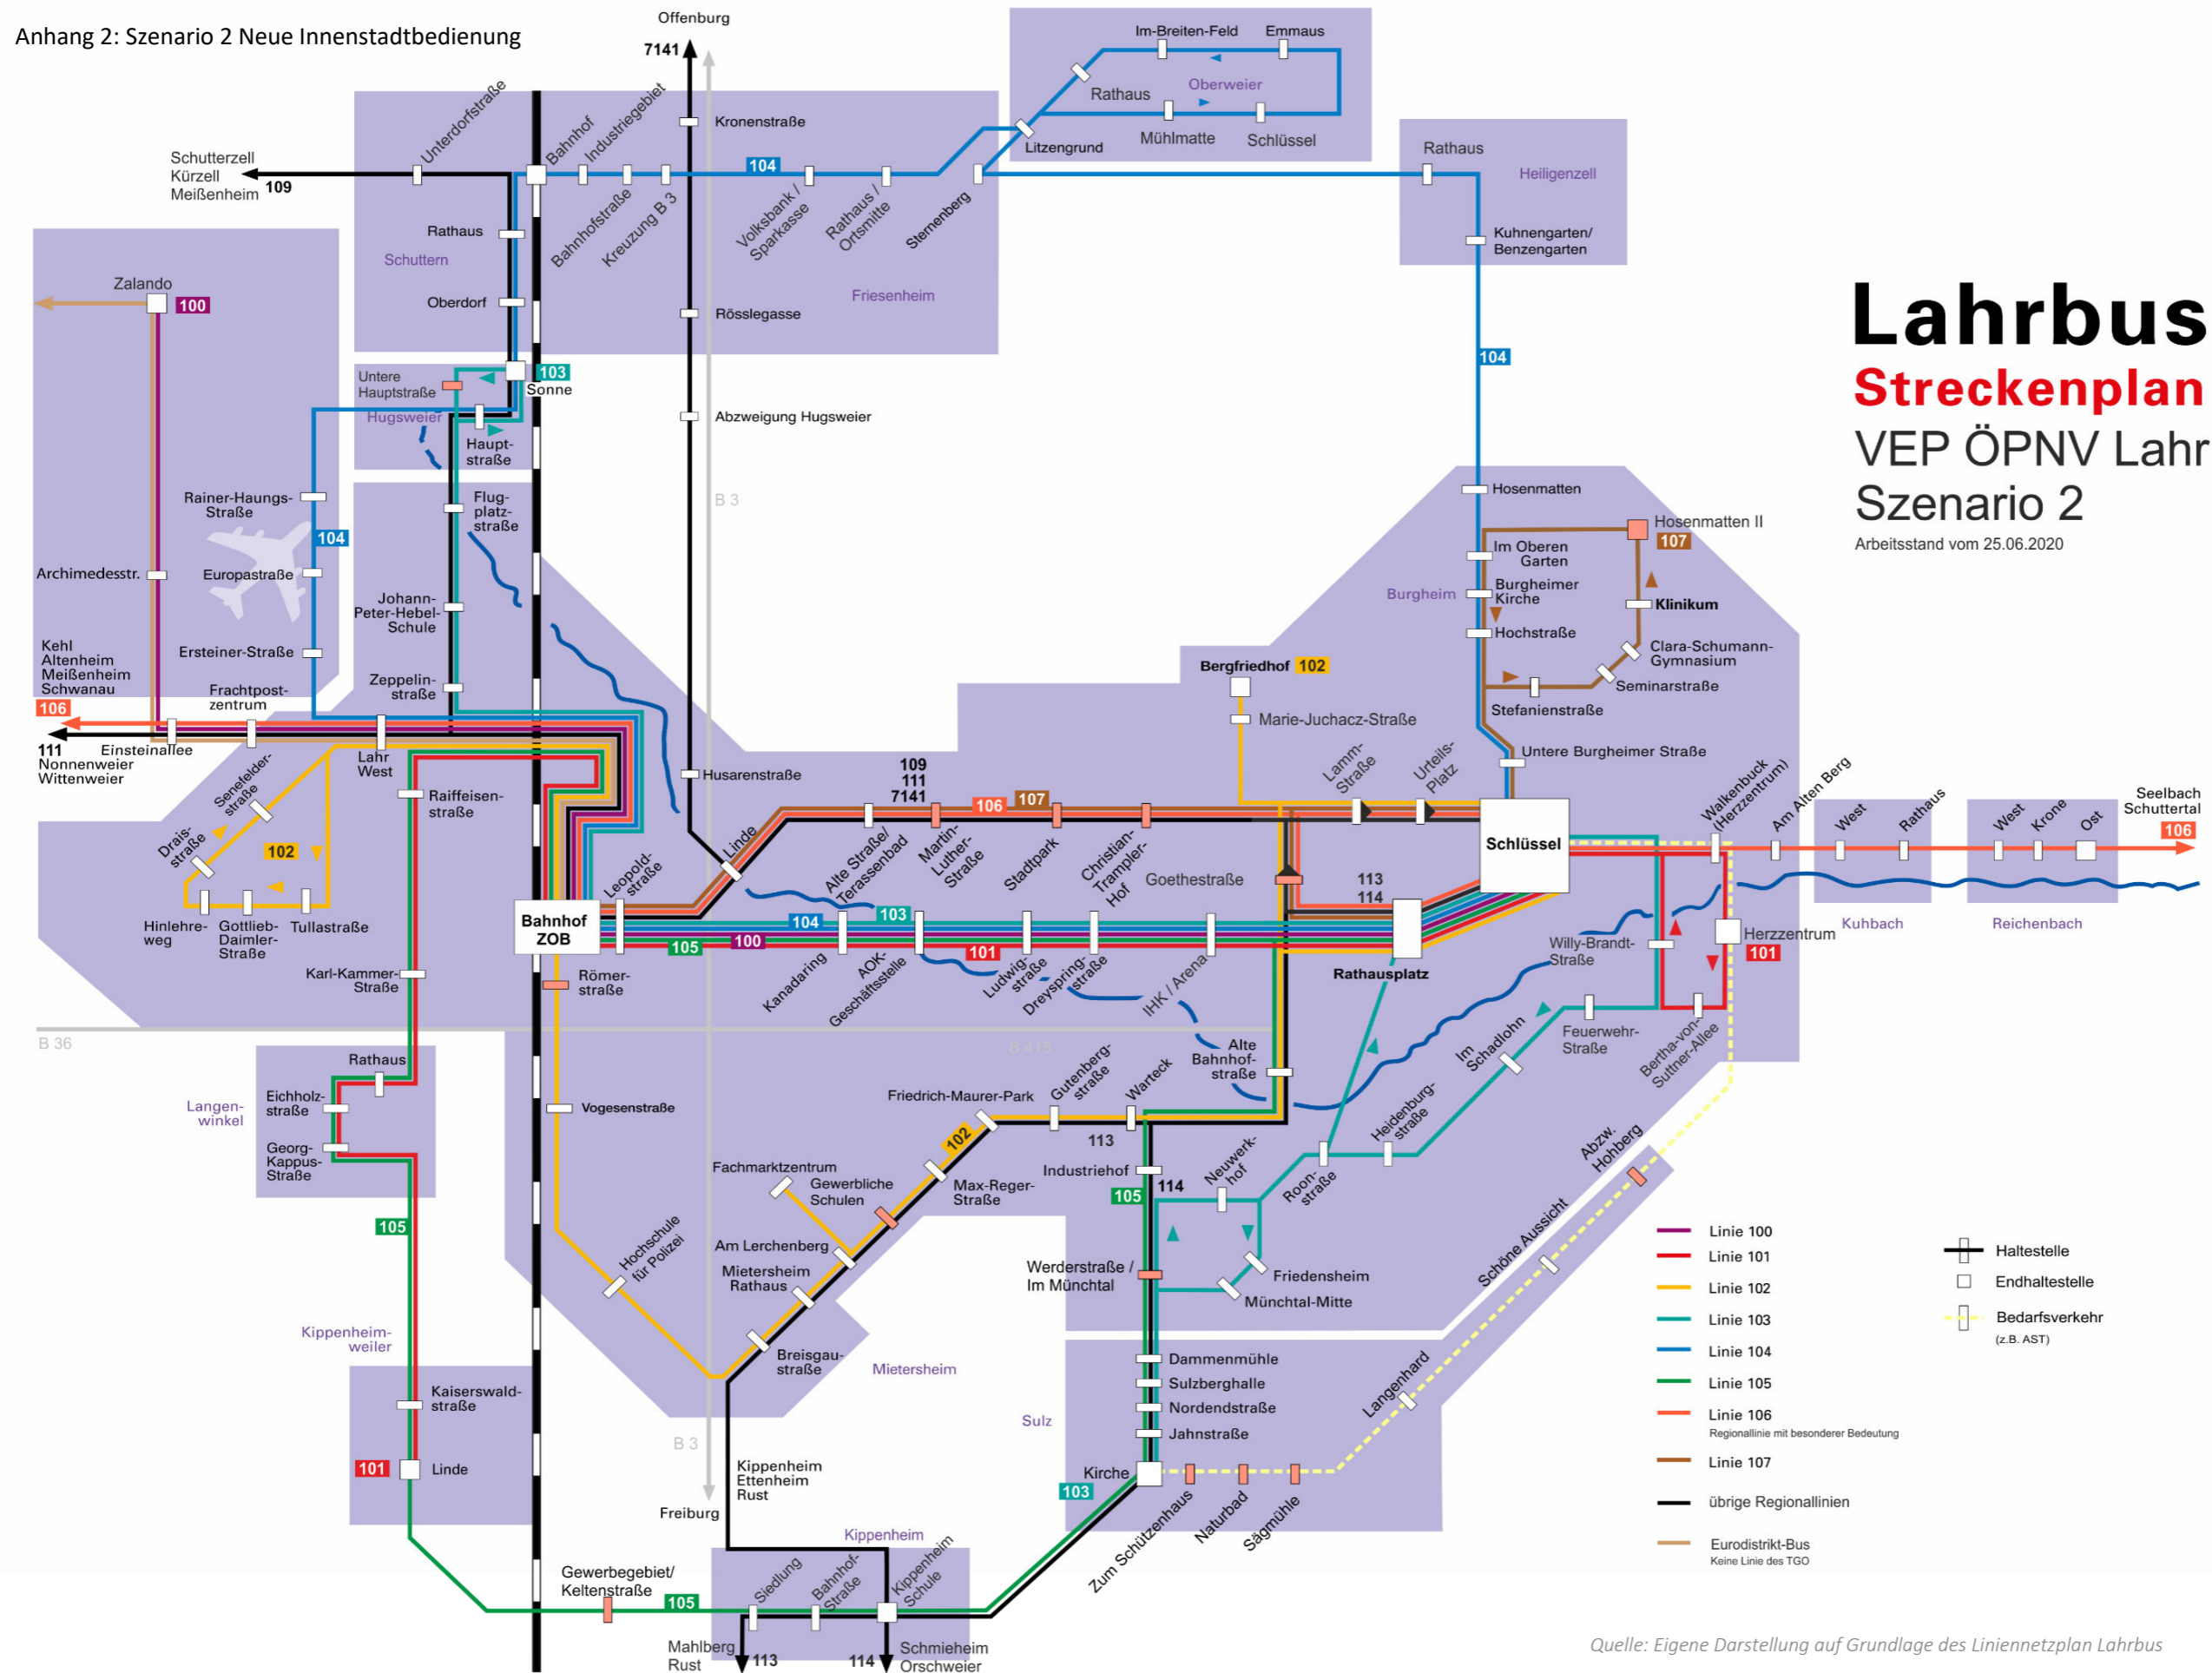 Anhang 2: Szenario 2 Neue Innenstadtbedienung
Offenburg
7141
Kronenstraße
Rösslegasse
Abzweigung Hugsweier
B 3
Husarenstraße
Schutterzell
Kürzell
Meißenheim
109
Unterdorfstraße
Bahnhof
Industriegebiet
Bahnhofstraße
Kreuzung B 3
104
Volksbank /
Sparkasse
Rathaus /
Ortsmitte
Sternenberg
Rathaus
Schuttern
Oberdorf
Friesenheim
Im-Breiten-Feld
Emmaus
Rathaus
Oberweier
Mühlmatte
Schlüssel
Litzengrund
Rathaus
Heiligenzell
Kuhnengarten/
Benzengarten
104
Lahrbus
Streckenplan
VEP ÖPNV Lahr
Szenario 2
Arbeitsstand vom 25.06.2020
Zalando
100
Untere
Hauptstraße
103
Sonne
Hugsweier
Haupt-
straße
Rainer-Haungs-
Straße
104
Archimedesstr.
Europastraße
Ersteiner-Straße
Flug-
platz-
straße
Johann-
Peter-Hebel-
Schule
Zeppelin-
straße
Kehl
Altenheim
Meißenheim
Schwanau
106
Frachtpost-
zentrum
111
Nonnenweier
Wittenweier
Einsteinallee
Lahr
West
Senefelder-
straße
Drais-
straße
102
Hinlehre-
weg
Gottlieb-
Daimler-
Straße
Tullastraße
Raiffeisen-
straße
Karl-Kammer-
Straße
Hosenmatten
Hosenmatten II
107
Im Oberen
Garten
Burgheim
Burgheimer
Kirche
Klinikum
Hochstraße
Clara-Schumann-
Gymnasium
Seminarstraße
Stefanienstraße
Untere Burgheimer Straße
Bergfriedhof
102
Marie-Juchacz-Straße
Lamm-
Straße
Urteils-
Platz
Schlüssel
Walkenbuck
(Herzzentrum)
Am Alten Berg
West
Rathaus
West
Krone
Ost
Seelbach
Schuttertal
106
Kuhbach
Reichenbach
Herzzentrum
101
Willy-Brandt-
Straße
Feuerwehr-
Straße
Bertha-von-
Suttner-Allee
Im
Schadlohn
Linde
109
111
7141
106
107
Alte Straße/
Terassenbad
Martin-
Luther-
Straße
Stadtpark
Christian-
Trampler-
Hof
Goethestraße
113
114
Leopold-
straße
Bahnhof
ZOB
104
103
105
100
101
Kanadaring
AOK-
Geschäftsstelle
Ludwig-
straße
Dreyspring-
straße
IHK / Arena
Rathausplatz
Römer-
straße
B 36
B 415
Vogesenstraße
Hochschule
für Polizei
Rathaus
Eichholz-
straße
Langen-
winkel
Georg-
Kappus-
Straße
105
Kippenheim-
weiler
Kaiserswald-
straße
101
Linde
Alte
Bahnhof-
straße
Friedrich-Maurer-Park
Gutenberg-
straße
Warteck
102
113
Fachmarktzentrum
Gewerbliche
Schulen
Max-Reger-
Straße
Am Lerchenberg
Mietersheim
Rathaus
Breisgau-
straße
Mietersheim
Industriehof
105
114
Neuwerk-
hof
Roon-
straße
Heidenburg-
straße
Werderstraße /
Im Münchtal
Friedensheim
Münchtal-Mitte
Abzw.
Hohberg
Schöne Aussicht
Langenhard
Dammenmühle
Sulzberghalle
Nordendstraße
Jahnstraße
Sulz
Kirche
103
Zum Schützenhaus
Naturbad
Sägmühle
B 3
Freiburg
Kippenheim
Ettenheim
Rust
Kippenheim
Gewerbegebiet/
Keltenstraße
105
Siedlung
Bahnhof-
Straße
Kippenheim
Schule
Mahlberg
Rust
113
114
Schmieheim
Orschweier
Linie 100
Linie 101
Linie 102
Linie 103
Linie 104
Linie 105
Linie 106
Regionallinie mit besonderer Bedeutung
Linie 107
übrige Regionallinien
Eurodistrikt-Bus
Keine Linie des TGO
Haltestelle
Endhaltestelle
Bedarfsverkehr
(z.B. AST)
Quelle: Eigene Darstellung auf Grundlage des Liniennetzplan Lahrbus